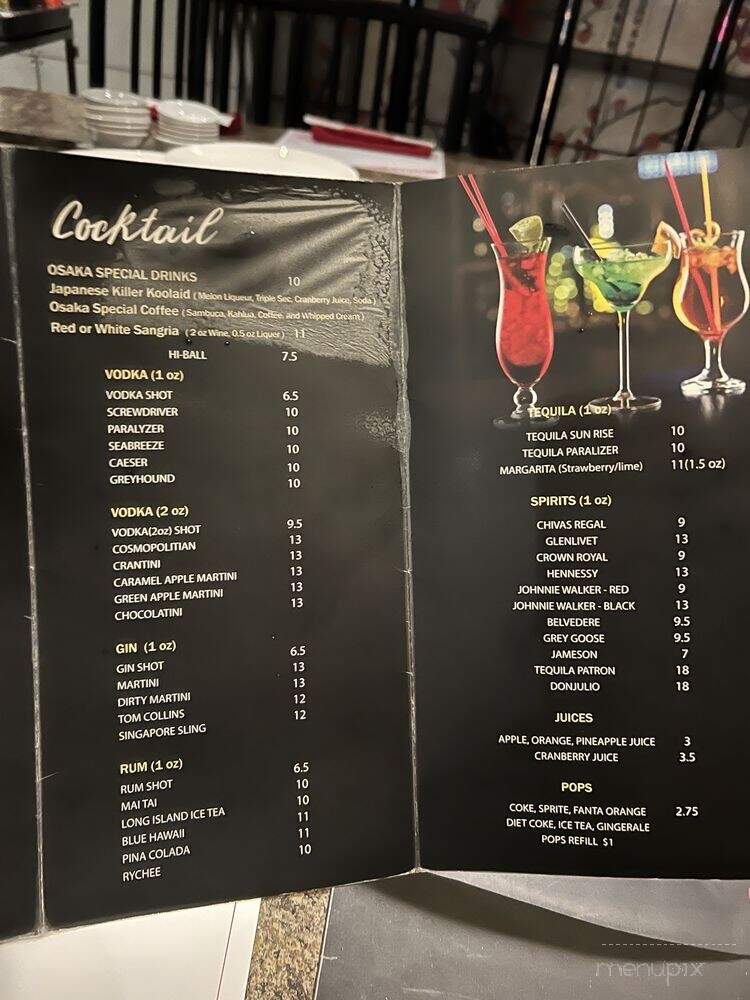 Cocktail
OSAKA SPECIAL DRINKS 10
Japanese Killer Koolaid (Melon Liqueur, Triple Sec, Cranberry Juice, Soda)
Osaka Special Coffee (Sambuca, Kahlua, Coffee, and Whipped Cream)
Red or White Sangria (2 oz Wine, 0.5 oz Liquer) 11
HI-BALL 7.5
VODKA (1 oz)
VODKA SHOT 6.5
SCREWDRIVER 10
PARALYZER 10
SEABREEZE 10
CAESER 10
GREYHOUND 10
VODKA (2 oz)
VODKA(2oz) SHOT 9.5
COSMOPOLITIAN 13
CRANTINI 13
CARAMEL APPLE MARTINI 13
GREEN APPLE MARTINI 13
CHOCOLATINI 13
GIN (1 oz)
GIN SHOT 6.5
MARTINI 13
DIRTY MARTINI 13
TOM COLLINS 12
SINGAPORE SLING 12
RUM (1 oz)
RUM SHOT 6.5
MAI TAI 10
LONG ISLAND ICE TEA 10
BLUE HAWAII 11
PINA COLADA 11
RYCHEE 10
TEQUILA (1 oz)
TEQUILA SUN RISE 10
TEQUILA PARALIZER 10
MARGARITA (Strawberry/lime) 11(1.5 oz)
SPIRITS (1 oz)
CHIVAS REGAL 9
GLENLIVET 13
CROWN ROYAL 9
HENNESSY 13
JOHNNIE WALKER - RED 9
JOHNNIE WALKER - BLACK 13
BELVEDERE 9.5
GREY GOOSE 9.5
JAMESON 7
TEQUILA PATRON 18
DONJULIO 18
JUICES
APPLE, ORANGE, PINEAPPLE JUICE 3
CRANBERRY JUICE 3.5
POPS
COKE, SPRITE, FANTA ORANGE 2.75
DIET COKE, ICE TEA, GINGERALE
POPS REFILL $1
menupix